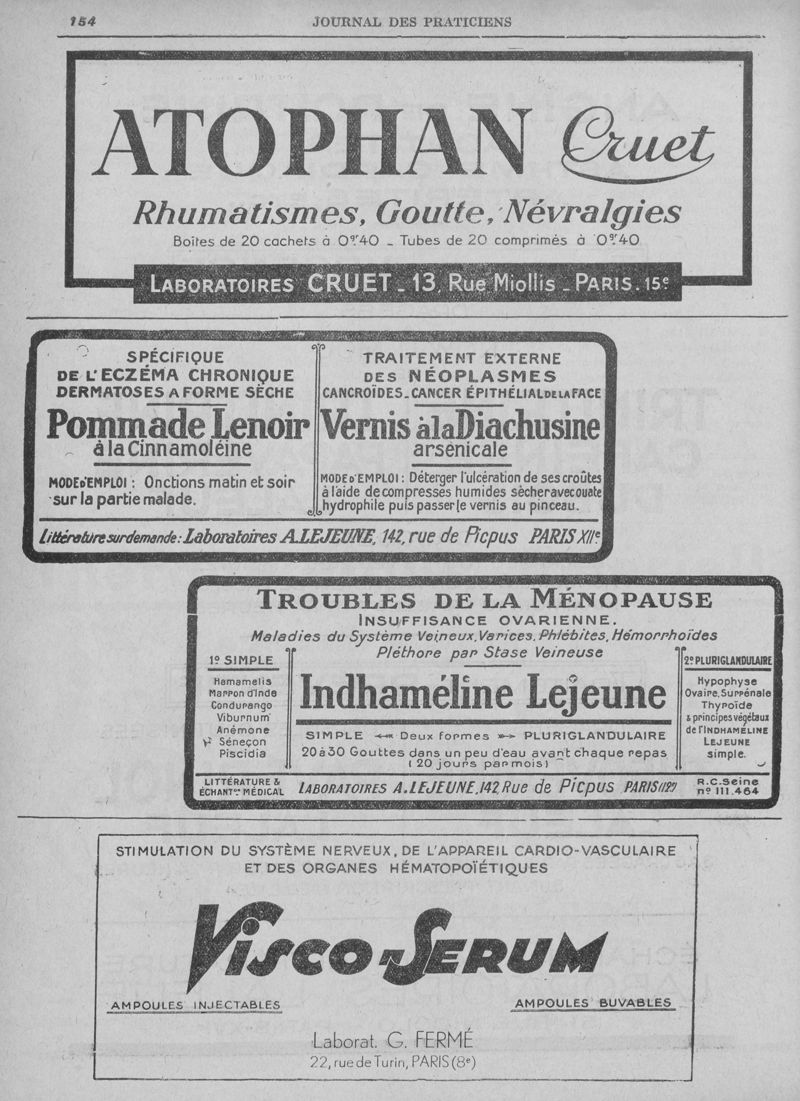 154
JOURNAL DES PRATICIENS
ATOPHAN Cruet
Rhumatismes, Goutte, Névralgies
Boîtes de 20 cachets à 0gr40 _ Tubes de 20 comprimés à 0gr40
LABORATOIRES CRUET _ 13, Rue Miollis _ PARIS. 15e
SPÉCIFIQUE
DE L'ECZÉMA CHRONIQUE
DERMATOSES A FORME SÈCHE
Pommade Lenoir
à la Cinnamoléine
MODE D'EMPLOI : Onctions matin et soir
sur la partie malade.
TRAITEMENT EXTERNE
DES NÉOPLASMES
CANCROÏDES_CANCER ÉPITHÉLIAL DE LA FACE
Vernis à la Diachusine
arsénicale
MODE D'EMPLOI : Déterger l'ulcération de ses croûtes
à l'aide de compresses humides sècher avec ouate
hydrophile puis passer le vernis au pinceau.
Littérature sur demande : Laboratoires A.LEJEUNE, 142, rue de Picpus PARIS XIIe
TROUBLES DE LA MÉNOPAUSE
INSUFFISANCE OVARIENNE.
Maladies du Système Veineux, Varices, Phlébites, Hémorrhoïdes
Pléthore par Stase Veineuse
1º SIMPLE
Hamamelis
Marron d'Inde
Condurango
Viburnum
Anémone
Séneçon
Piscidia
Indhaméline Lejeune
SIMPLE Deux formes PLURIGLANDULAIRE
20 à 30 Gouttes dans un peu d'eau avant chaque repas
(20 jours par mois)
2º PLURIGLANDULAIRE
Hypophyse
Ovaire, Surrénale
Thyroïde
& principes végétaux
de l'INDHAMÉLINE
LEJEUNE
simple.
LITTÉRATURE &
ÉCHANTons MÉDICAL
LABORATOIRES A.LEJEUNE, 142, Rue de Picpus PARIS (12e)
R.C. Seine
nº 111.464
STIMULATION DU SYSTÈME NERVEUX, DE L'APPAREIL CARDIO-VASCULAIRE
ET DES ORGANES HÉMATOPOÏÉTIQUES
VISCO-SERUM
AMPOULES INJECTABLES
AMPOULES BUVABLES
Laborat. G. FERMÉ
22, rue de Turin, PARIS (8e)